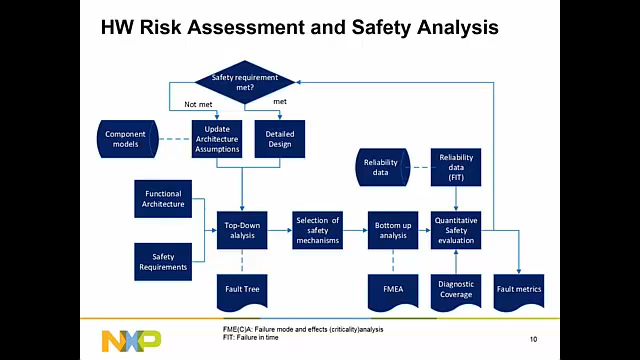 HW Risk Assessment and Safety Analysis
Safety requirement
met?
Not met
met
Component
models
Update
Architecture
Assumptions
Detailed
Design
Reliability
data
Reliability
data
(FIT)
Functional
Architecture
Safety
Requirements
Top-Down
alalysis
Selection of
safety
mechanisms
Bottom up
analysis
Quantitative
Safety
evaluation
Fault Tree
FMEA
Diagnostic
Coverage
Fault metrics
NXP
FME(C)A: Failure mode and effects (criticality)analysis
FIT: Failure in time
10